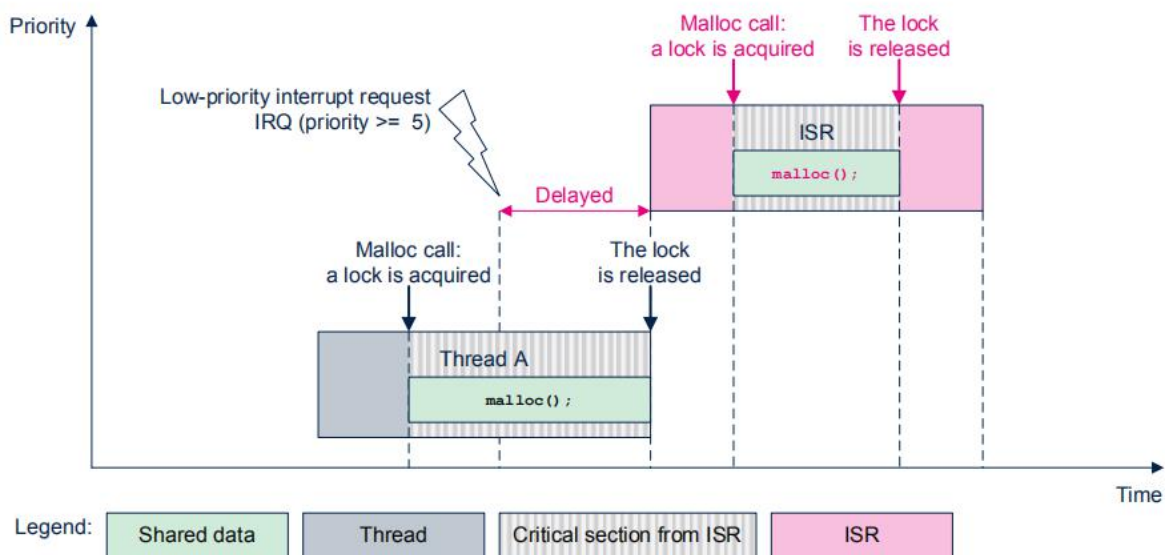 Priority
Malloc call:
a lock is acquired
The lock
is released
Low-priority interrupt request
IRQ (priority >= 5)
ISR
malloc();
Delayed
Malloc call:
a lock is acquired
The lock
is released
Thread A
malloc();
Time
Legend:
Shared data
Thread
Critical section from ISR
ISR